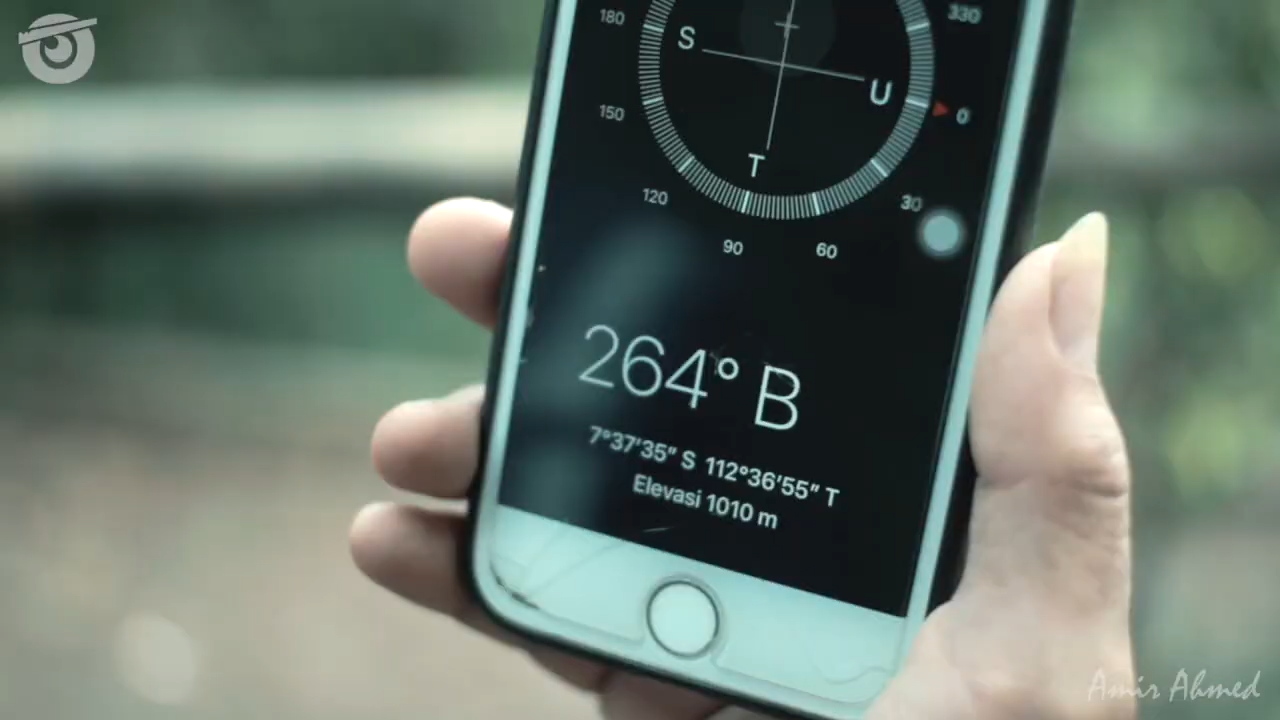 180
330
S
U
150
0
T
120
30
90
60
264° B
7°37'35" S 112°36'55" T
Elevasi 1010 m
Amir Ahmed